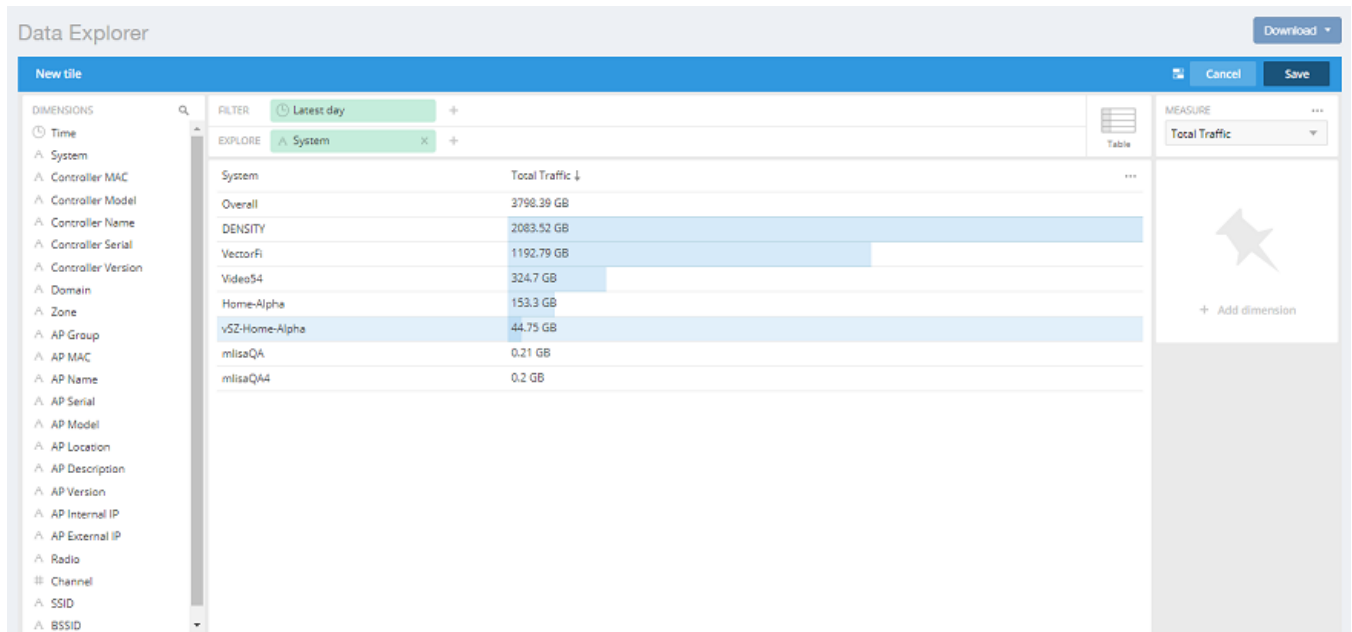 Data Explorer
Download
New tile
Cancel
Save
DIMENSIONS
Time
System
Controller MAC
Controller Model
Controller Name
Controller Serial
Controller Version
Domain
Zone
AP Group
AP MAC
AP Name
AP Serial
AP Model
AP Location
AP Description
AP Version
AP Internal IP
AP External IP
Radio
Channel
SSID
BSSID
FILTER Latest day +
EXPLORE System × +
Table
System Total Traffic ↓ ...
Overall 3798.39 GB
DENSITY 2083.52 GB
VectorFi 1192.79 GB
Video54 324.7 GB
Home-Alpha 153.3 GB
vSZ-Home-Alpha 44.75 GB
mlisaQA 0.21 GB
mlisaQA4 0.2 GB
MEASURE ...
Total Traffic
+ Add dimension